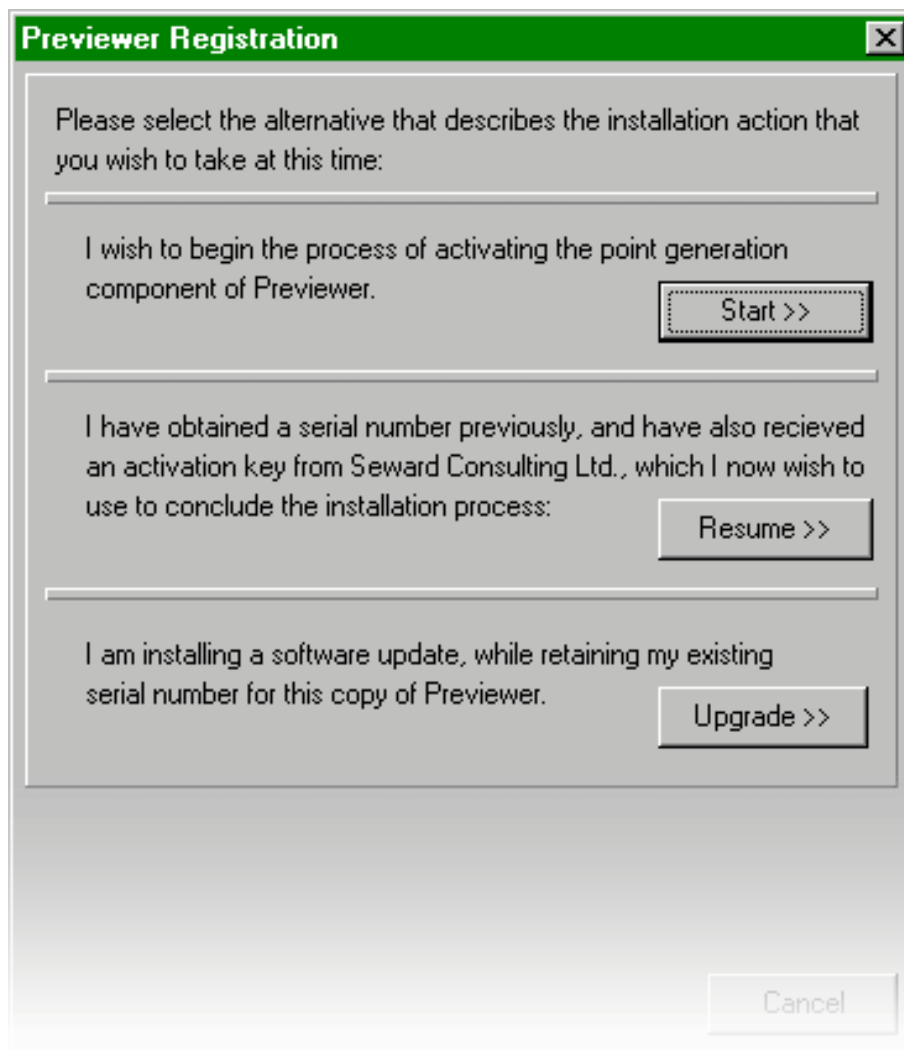 Previewer Registration
Please select the alternative that describes the installation action that
you wish to take at this time:
I wish to begin the process of activating the point generation
component of Previewer.
Start >>
I have obtained a serial number previously, and have also recieved
an activation key from Seward Consulting Ltd., which I now wish to
use to conclude the installation process:
Resume >>
I am installing a software update, while retaining my existing
serial number for this copy of Previewer.
Upgrade >>
Cancel